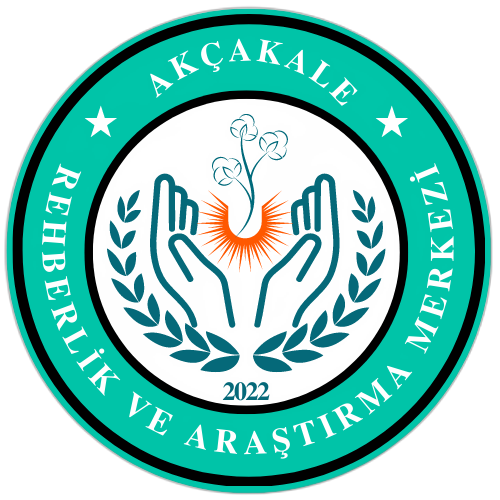 AKÇAKALE
REHBERLİK VE ARAŞTIRMA MERKEZİ
2022